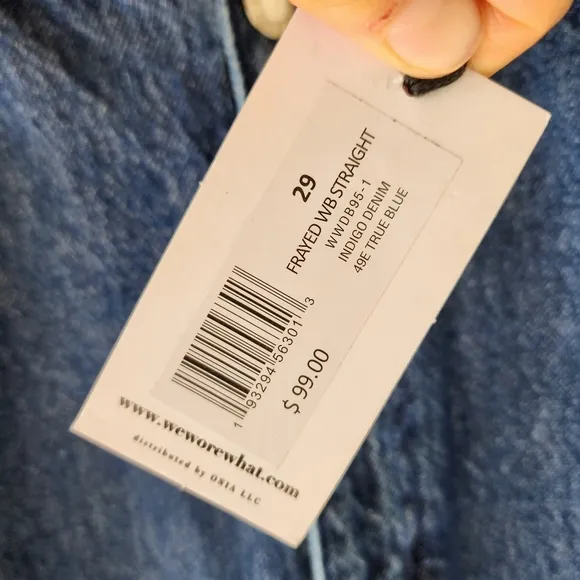 29
FRAYED WB STRAIGHT
WWDB95-1
INDIGO DENIM
49E TRUE BLUE
1 93294 56301 3
$ 99.00
www.weworewhat.com
distributed by ONIA LLC